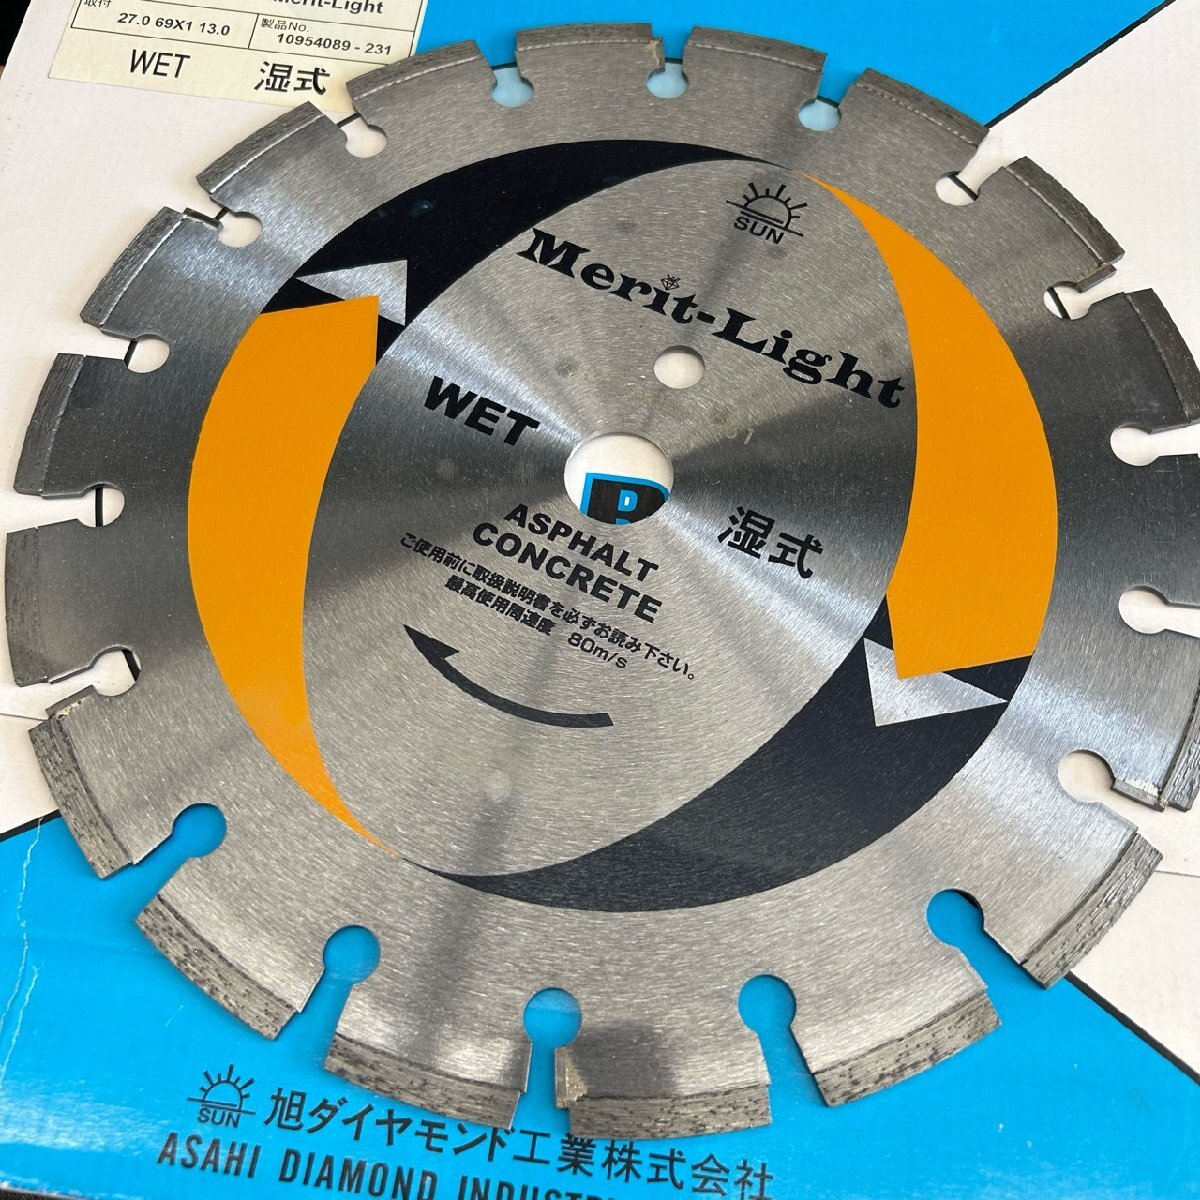 Merit-Light
取付
27.0 69X1 13.0
製品No.
10954089-231
WET 湿式
SUN
Merit-Light
WET 湿式
ASPHALT
CONCRETE
ご使用前に取扱説明書を必ずお読み下さい。
最高使用周速度 80m/s
SUN
旭ダイヤモンド工業株式会社
ASAHI DIAMOND